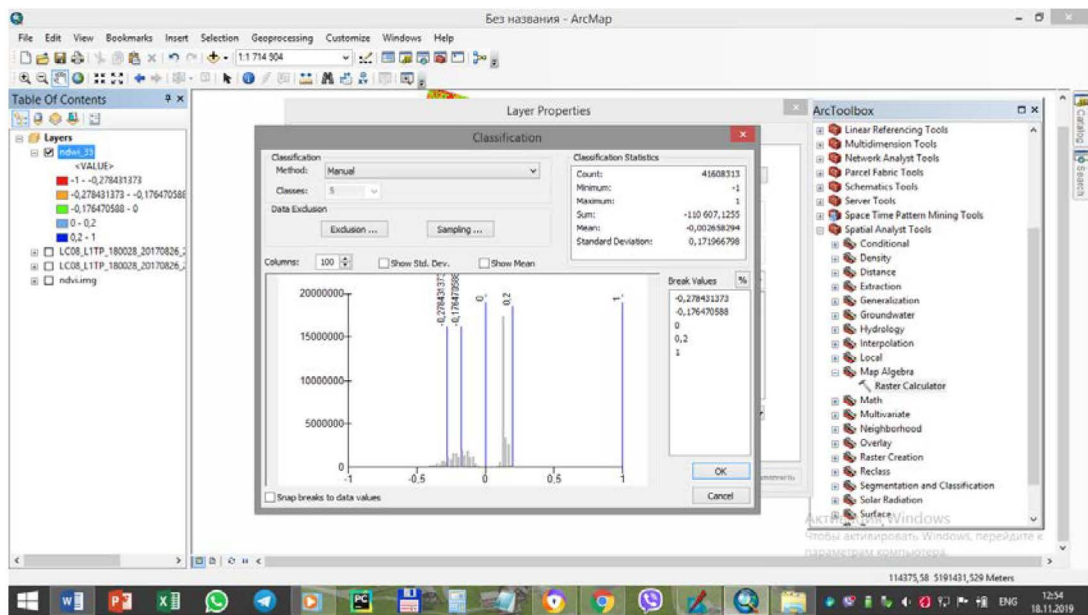 Без названия - ArcMap
File Edit View Bookmarks Insert Selection Geoprocessing Customize Windows Help
1:1 714 904
Table Of Contents
Layers
ndwi_35
<VALUE>
-1 - -0,278431373
-0,278431373 - -0,176470588
-0,176470588 - 0
0 - 0,2
0,2 - 1
LC08_L1TP_180028_20170826_
LC08_L1TP_180028_20170826_
ndvi.img
Layer Properties
Classification
Classification
Method: Manual
Classes: 5
Data Exclusion
Exclusion ...
Sampling ...
Classification Statistics
Count: 41608313
Minimum: -1
Maximum: 1
Sum: -110 607,1255
Mean: -0,002658294
Standard Deviation: 0,171966798
Columns: 100
Show Std. Dev.
Show Mean
Break Values %
-0,278431373
-0,176470588
0
0,2
1
20000000
15000000
10000000
5000000
0
-0,278431373
-0,176470588
0
0,2
1
-1 -0,5 0 0,5 1
Snap breaks to data values
OK
Cancel
ArcToolbox
Linear Referencing Tools
Multidimension Tools
Network Analyst Tools
Parcel Fabric Tools
Schematics Tools
Server Tools
Space Time Pattern Mining Tools
Spatial Analyst Tools
Conditional
Density
Distance
Extraction
Generalization
Groundwater
Hydrology
Interpolation
Local
Map Algebra
Raster Calculator
Math
Multivariate
Neighborhood
Overlay
Raster Creation
Reclass
Segmentation and Classification
Solar Radiation
Surface
Catalog
Search
Активация Windows
Чтобы активировать Windows, перейдите к
параметрам компьютера.
114375,58 5191431,529 Meters
ENG
12:54
18.11.2019